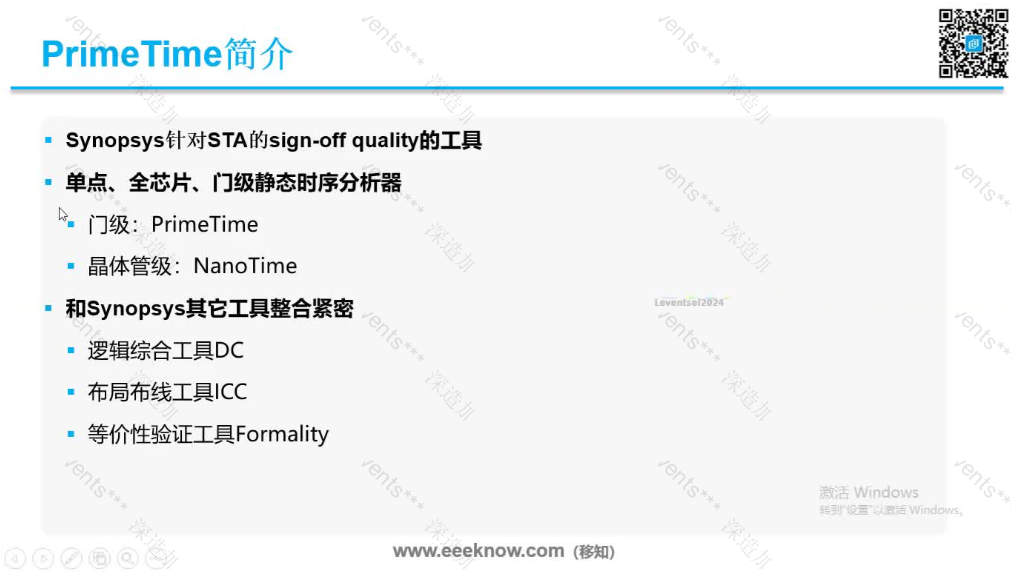 PrimeTime简介
Synopsys针对STA的sign-off quality的工具
单点、全芯片、门级静态时序分析器
门级：PrimeTime
晶体管级：NanoTime
和Synopsys其它工具整合紧密
Leventsel2024
逻辑综合工具DC
布局布线工具ICC
等价性验证工具Formality
激活 Windows
转到"设置"以激活 Windows。
www.eeeknow.com（移知）